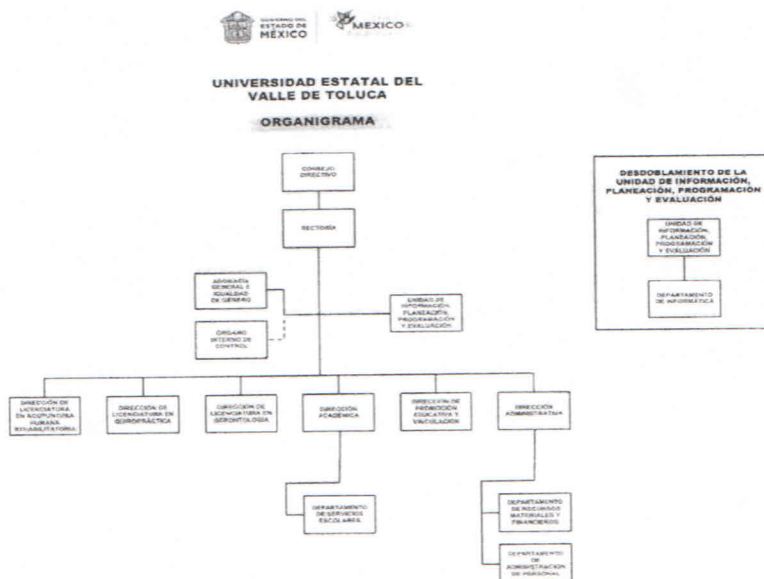 GOBIERNO DEL
ESTADO DE
MÉXICO
MÉXICO
UNIVERSIDAD ESTATAL DEL
VALLE DE TOLUCA
ORGANIGRAMA
CONSEJO
DIRECTIVO
RECTORÍA
ABOGACÍA
GENERAL E
IGUALDAD
DE GÉNERO
ÓRGANO
INTERNO DE
CONTROL
UNIDAD DE
INFORMACIÓN,
PLANEACIÓN,
PROGRAMACIÓN
Y EVALUACIÓN
DESDOBLAMIENTO DE LA
UNIDAD DE INFORMACIÓN,
PLANEACIÓN, PROGRAMACIÓN
Y EVALUACIÓN
UNIDAD DE
INFORMACIÓN,
PLANEACIÓN,
PROGRAMACIÓN
Y EVALUACIÓN
DEPARTAMENTO
DE INFORMÁTICA
DIRECCIÓN DE
LICENCIATURA
EN ACUPUNTURA
HUMANA
REHABILITATORIA
DIRECCIÓN DE
LICENCIATURA EN
QUIROPRÁCTICA
DIRECCIÓN DE
LICENCIATURA EN
GERONTOLOGÍA
DIRECCIÓN
ACADÉMICA
DIRECCIÓN DE
PROMOCIÓN
EDUCATIVA Y
VINCULACIÓN
DIRECCIÓN
ADMINISTRATIVA
DEPARTAMENTO
DE SERVICIOS
ESCOLARES
DEPARTAMENTO
DE RECURSOS
MATERIALES Y
FINANCIEROS
DEPARTAMENTO
DE
ADMINISTRACIÓN
DE PERSONAL